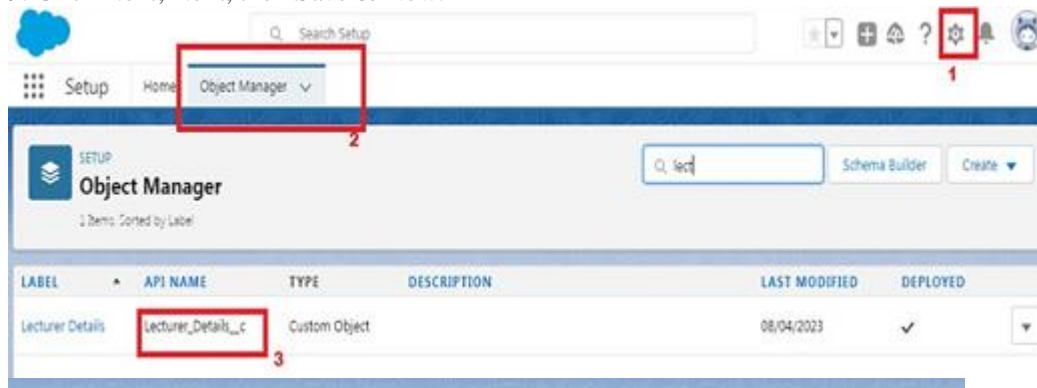 Search Setup
1
Setup Home Object Manager
2
SETUP
Object Manager
lect
Schema Builder Create
1 Items, Sorted by Label
LABEL API NAME TYPE DESCRIPTION LAST MODIFIED DEPLOYED
Lecturer Details Lecturer_Details__c Custom Object 08/04/2023
3